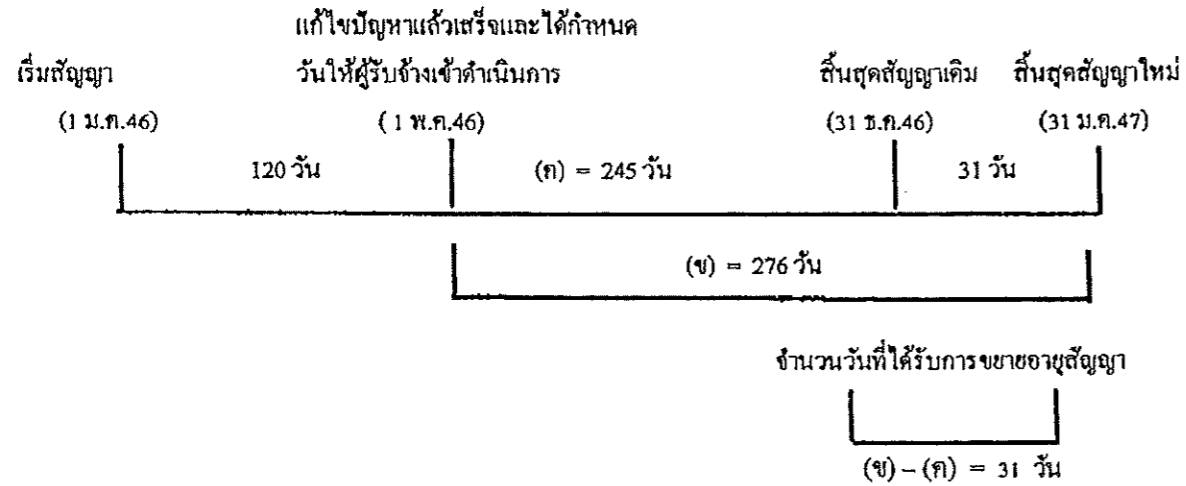 แก้ไขปัญหาแล้วเสร็จและได้กำหนด
เริ่มสัญญา วันให้ผู้รับจ้างเข้าดำเนินการ สิ้นสุดสัญญาเดิม สิ้นสุดสัญญาใหม่
(1 ม.ค.46) (1 พ.ค.46) (31 ธ.ค.46) (31 ม.ค.47)
120 วัน (ค) = 245 วัน 31 วัน
(ข) = 276 วัน
จำนวนวันที่ได้รับการขยายอายุสัญญา
(ข) – (ค) = 31 วัน